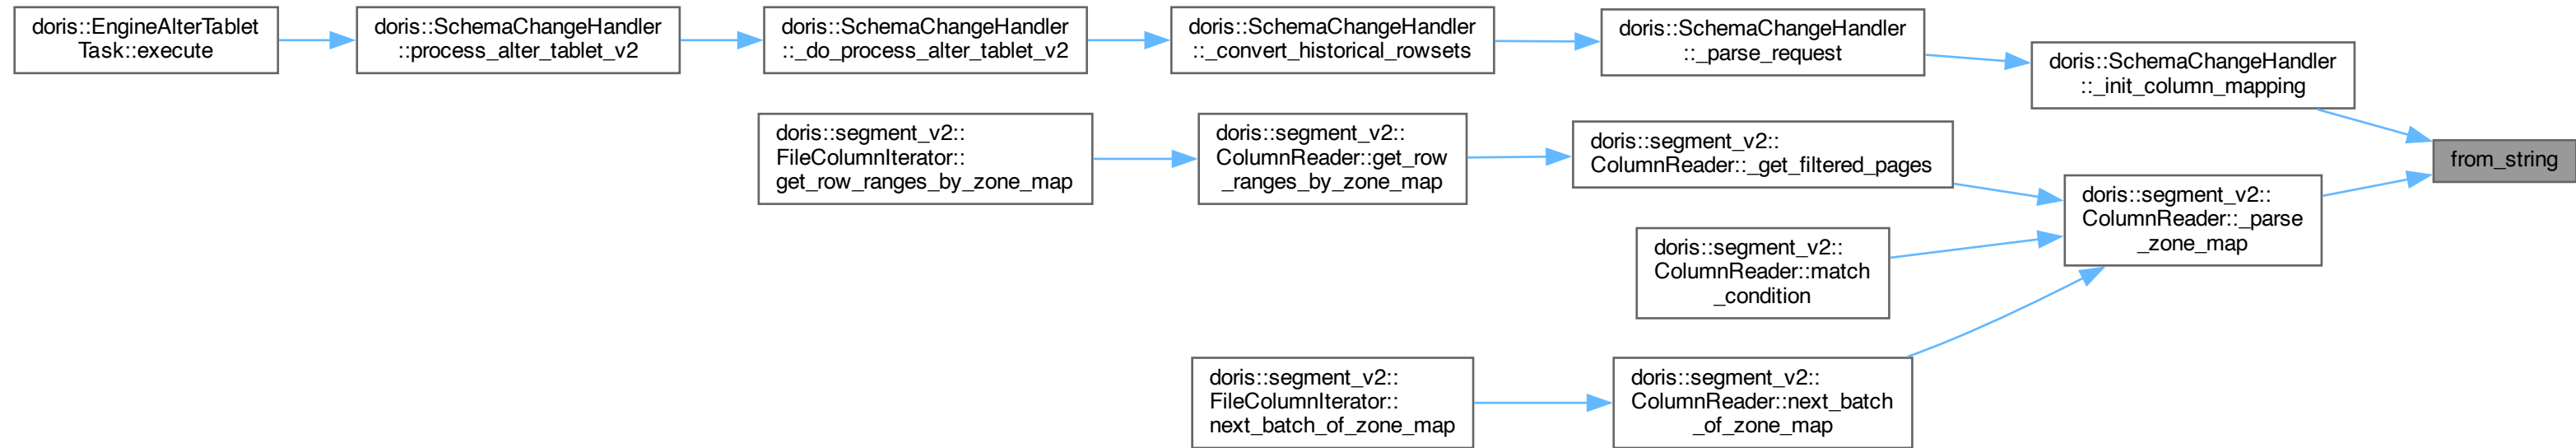 doris::EngineAlterTablet
Task::execute
doris::SchemaChangeHandler
::process_alter_tablet_v2
doris::SchemaChangeHandler
::_do_process_alter_tablet_v2
doris::SchemaChangeHandler
::_convert_historical_rowsets
doris::SchemaChangeHandler
::_parse_request
doris::SchemaChangeHandler
::_init_column_mapping
from_string
doris::segment_v2::
FileColumnIterator::
get_row_ranges_by_zone_map
doris::segment_v2::
ColumnReader::get_row
_ranges_by_zone_map
doris::segment_v2::
ColumnReader::_get_filtered_pages
doris::segment_v2::
ColumnReader::_parse
_zone_map
doris::segment_v2::
ColumnReader::match
_condition
doris::segment_v2::
FileColumnIterator::
next_batch_of_zone_map
doris::segment_v2::
ColumnReader::next_batch
_of_zone_map